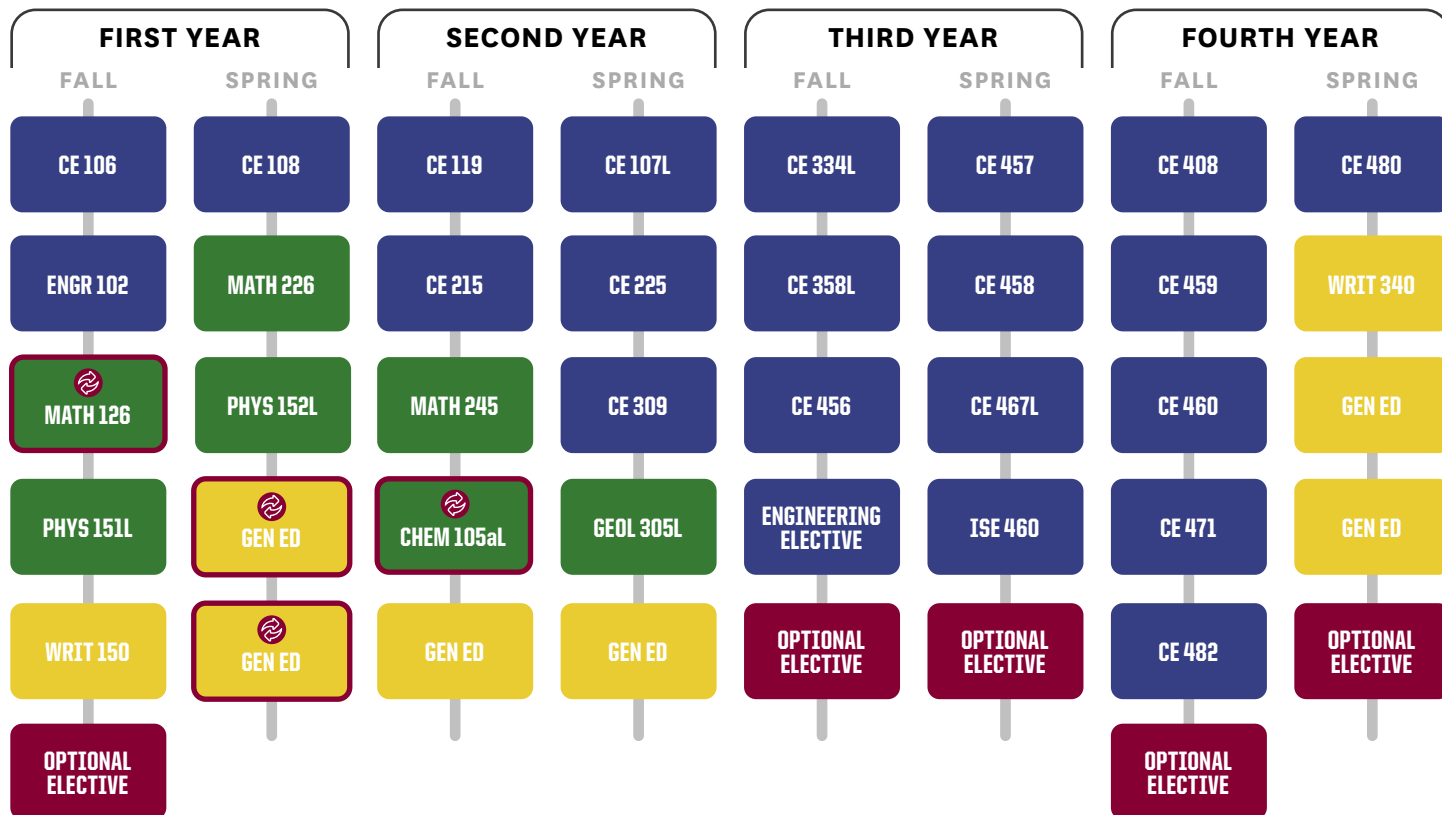 FIRST YEAR
SECOND YEAR
THIRD YEAR
FOURTH YEAR
FALL
SPRING
FALL
SPRING
FALL
SPRING
FALL
SPRING
CE 106
CE 108
CE 119
CE 107L
CE 334L
CE 457
CE 408
CE 480
ENGR 102
MATH 226
CE 215
CE 225
CE 358L
CE 458
CE 459
WRIT 340
MATH 126
PHYS 152L
MATH 245
CE 309
CE 456
CE 467L
CE 460
GEN ED
PHYS 151L
GEN ED
CHEM 105aL
GEOL 305L
ENGINEERING
ELECTIVE
ISE 460
CE 471
GEN ED
WRIT 150
GEN ED
GEN ED
GEN ED
OPTIONAL
ELECTIVE
OPTIONAL
ELECTIVE
CE 482
OPTIONAL
ELECTIVE
OPTIONAL
ELECTIVE
OPTIONAL
ELECTIVE